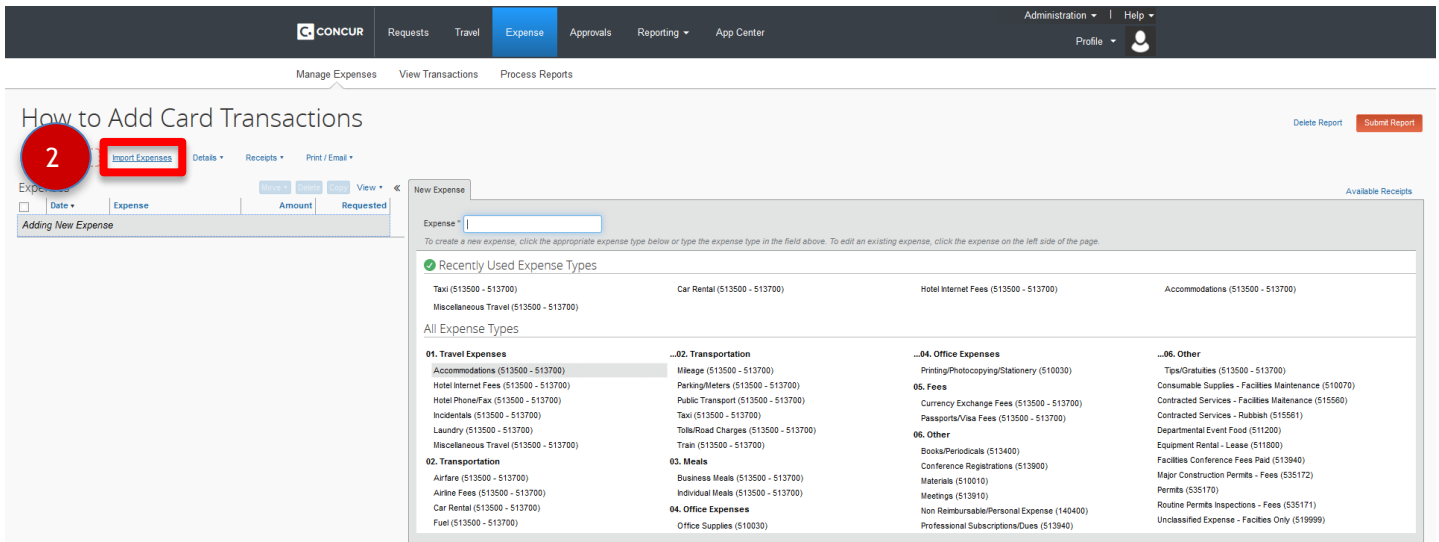 Administration | Help
C. CONCUR Requests Travel Expense Approvals Reporting App Center
Profile
Manage Expenses View Transactions Process Reports
How to Add Card Transactions
Delete Report Submit Report
2 Import Expenses Details Receipts Print / Email
Move Delete Copy View «
New Expense
Available Receipts
Date Expense Amount Requested
Adding New Expense
Expense *
To create a new expense, click the appropriate expense type below or type the expense type in the field above. To edit an existing expense, click the expense on the left side of the page.
Recently Used Expense Types
Taxi (513500 - 513700) Car Rental (513500 - 513700) Hotel Internet Fees (513500 - 513700) Accommodations (513500 - 513700)
Miscellaneous Travel (513500 - 513700)
All Expense Types
01. Travel Expenses
Accommodations (513500 - 513700)
Hotel Internet Fees (513500 - 513700)
Hotel Phone/Fax (513500 - 513700)
Incidentals (513500 - 513700)
Laundry (513500 - 513700)
Miscellaneous Travel (513500 - 513700)
02. Transportation
Airfare (513500 - 513700)
Airline Fees (513500 - 513700)
Car Rental (513500 - 513700)
Fuel (513500 - 513700)
...02. Transportation
Mileage (513500 - 513700)
Parking/Meters (513500 - 513700)
Public Transport (513500 - 513700)
Taxi (513500 - 513700)
Tolls/Road Charges (513500 - 513700)
Train (513500 - 513700)
03. Meals
Business Meals (513500 - 513700)
Individual Meals (513500 - 513700)
04. Office Expenses
Office Supplies (510030)
...04. Office Expenses
Printing/Photocopying/Stationery (510030)
05. Fees
Currency Exchange Fees (513500 - 513700)
Passports/Visa Fees (513500 - 513700)
06. Other
Books/Periodicals (513400)
Conference Registrations (513900)
Materials (510010)
Meetings (513910)
Non Reimbursable/Personal Expense (140400)
Professional Subscriptions/Dues (513940)
...06. Other
Tips/Gratuities (513500 - 513700)
Consumable Supplies - Facilities Maintenance (510070)
Contracted Services - Facilities Maitenance (515560)
Contracted Services - Rubbish (515561)
Departmental Event Food (511200)
Equipment Rental - Lease (511800)
Facilities Conference Fees Paid (513940)
Major Construction Permits - Fees (535172)
Permits (535170)
Routine Permits Inspections - Fees (535171)
Unclassified Expense - Facities Only (519999)